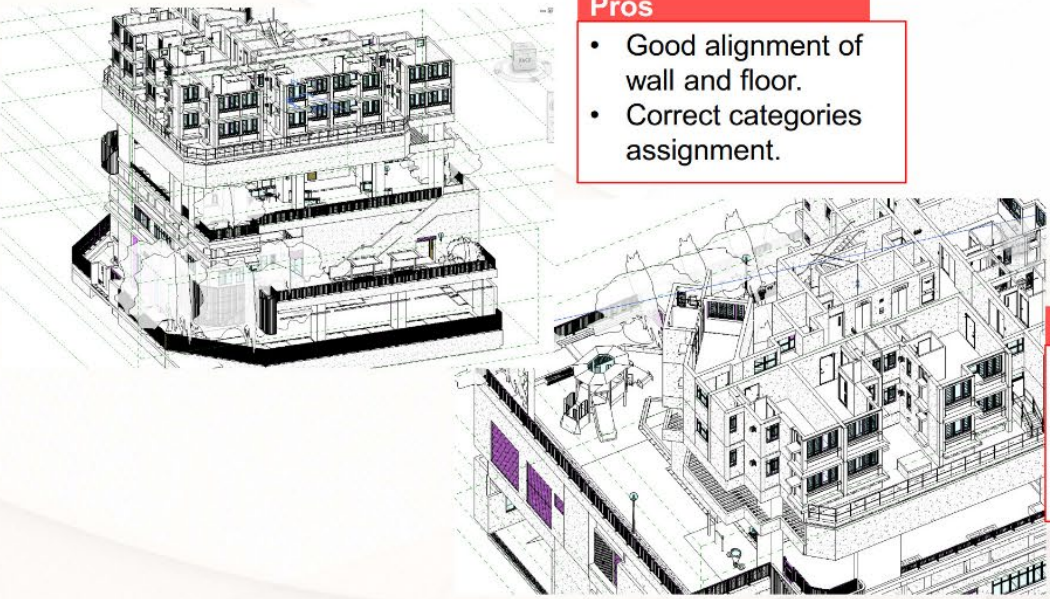 Pros
• Good alignment of
wall and floor.
• Correct categories
assignment.